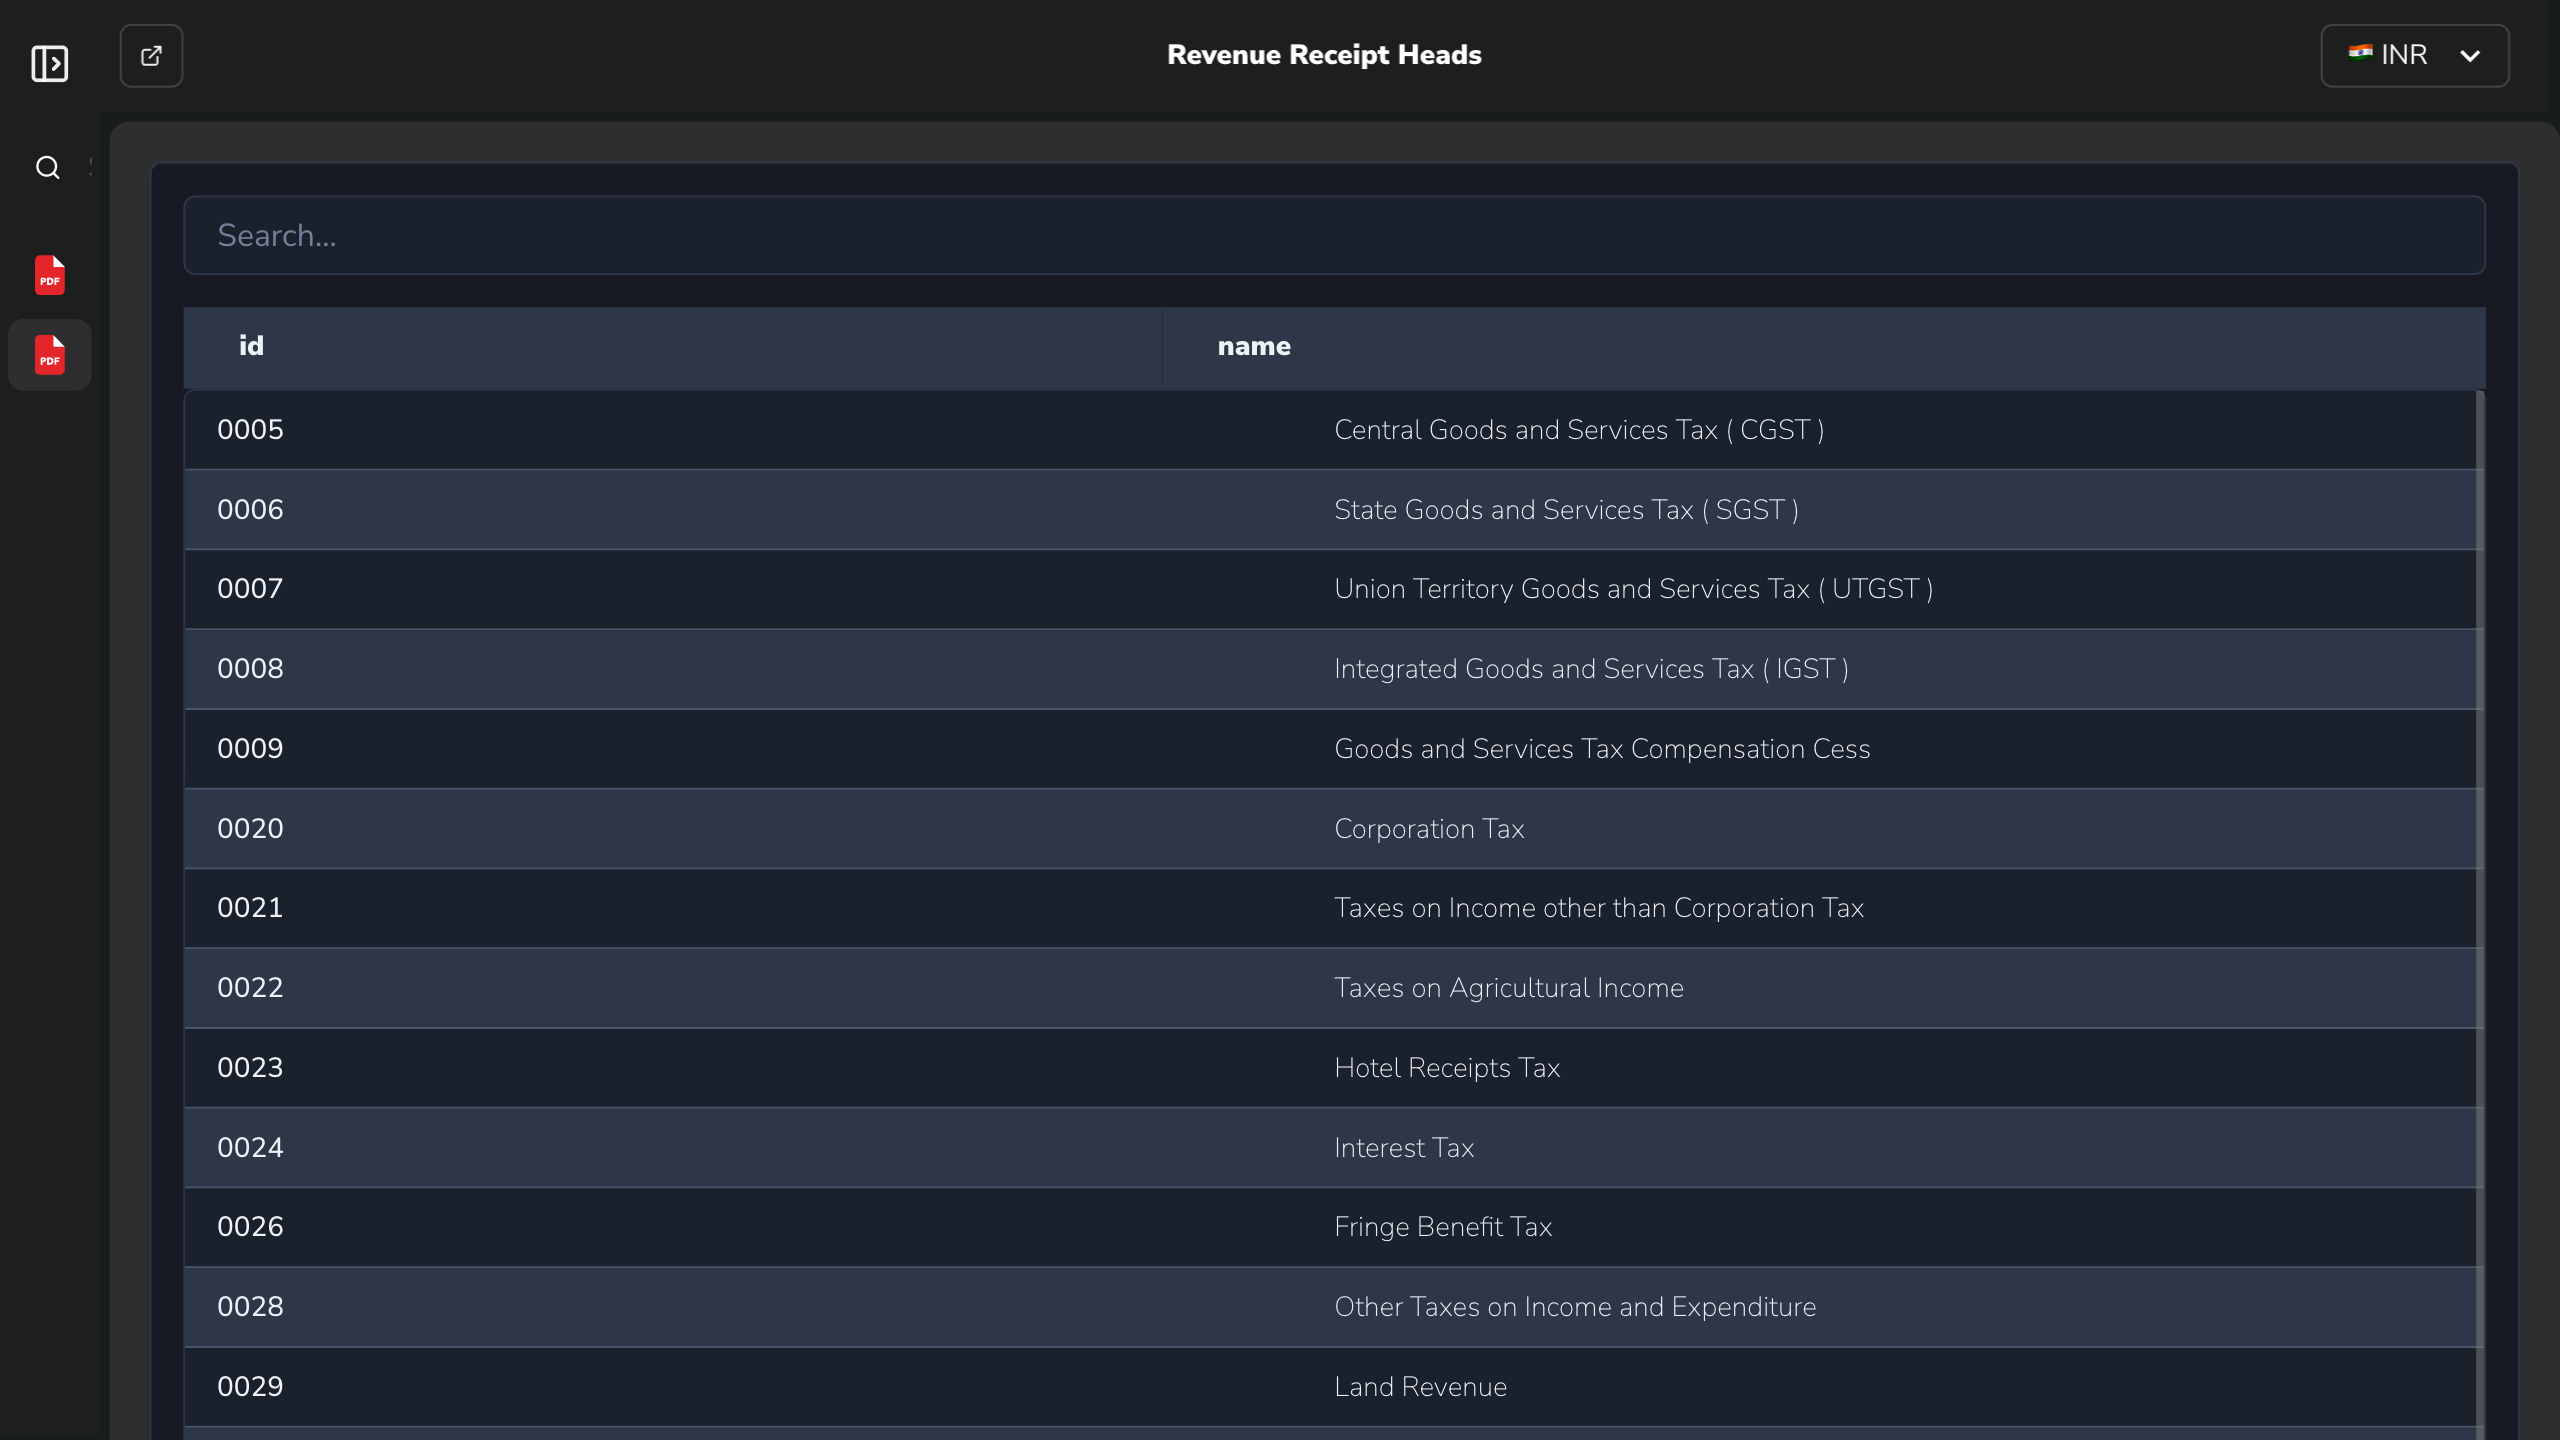 Revenue Receipt Heads
INR
Search...
PDF
PDF
id name
0005 Central Goods and Services Tax ( CGST )
0006 State Goods and Services Tax ( SGST )
0007 Union Territory Goods and Services Tax ( UTGST )
0008 Integrated Goods and Services Tax ( IGST )
0009 Goods and Services Tax Compensation Cess
0020 Corporation Tax
0021 Taxes on Income other than Corporation Tax
0022 Taxes on Agricultural Income
0023 Hotel Receipts Tax
0024 Interest Tax
0026 Fringe Benefit Tax
0028 Other Taxes on Income and Expenditure
0029 Land Revenue